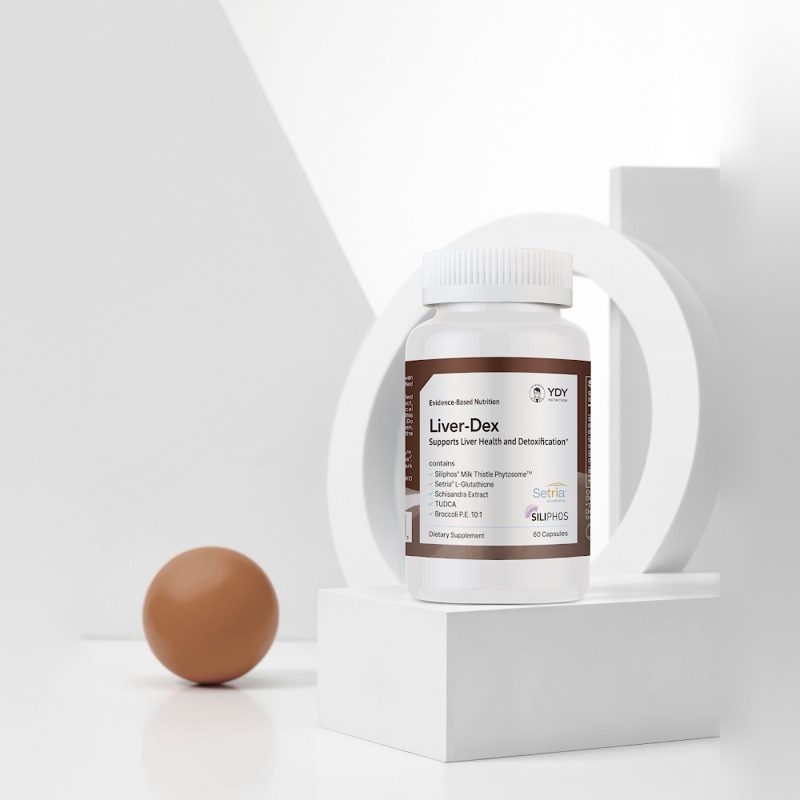 Evidence-Based Nutrition
YDY
NUTRITION
Liver-Dex
Supports Liver Health and Detoxification*
contains
✓ Siliphos® Milk Thistle Phytosome™
✓ Setria® L-Glutathione
✓ Schisandra Extract
✓ TUDCA
✓ Broccoli P.E. 10:1
Setria®
SILIPHOS
Dietary Supplement
60 Capsules